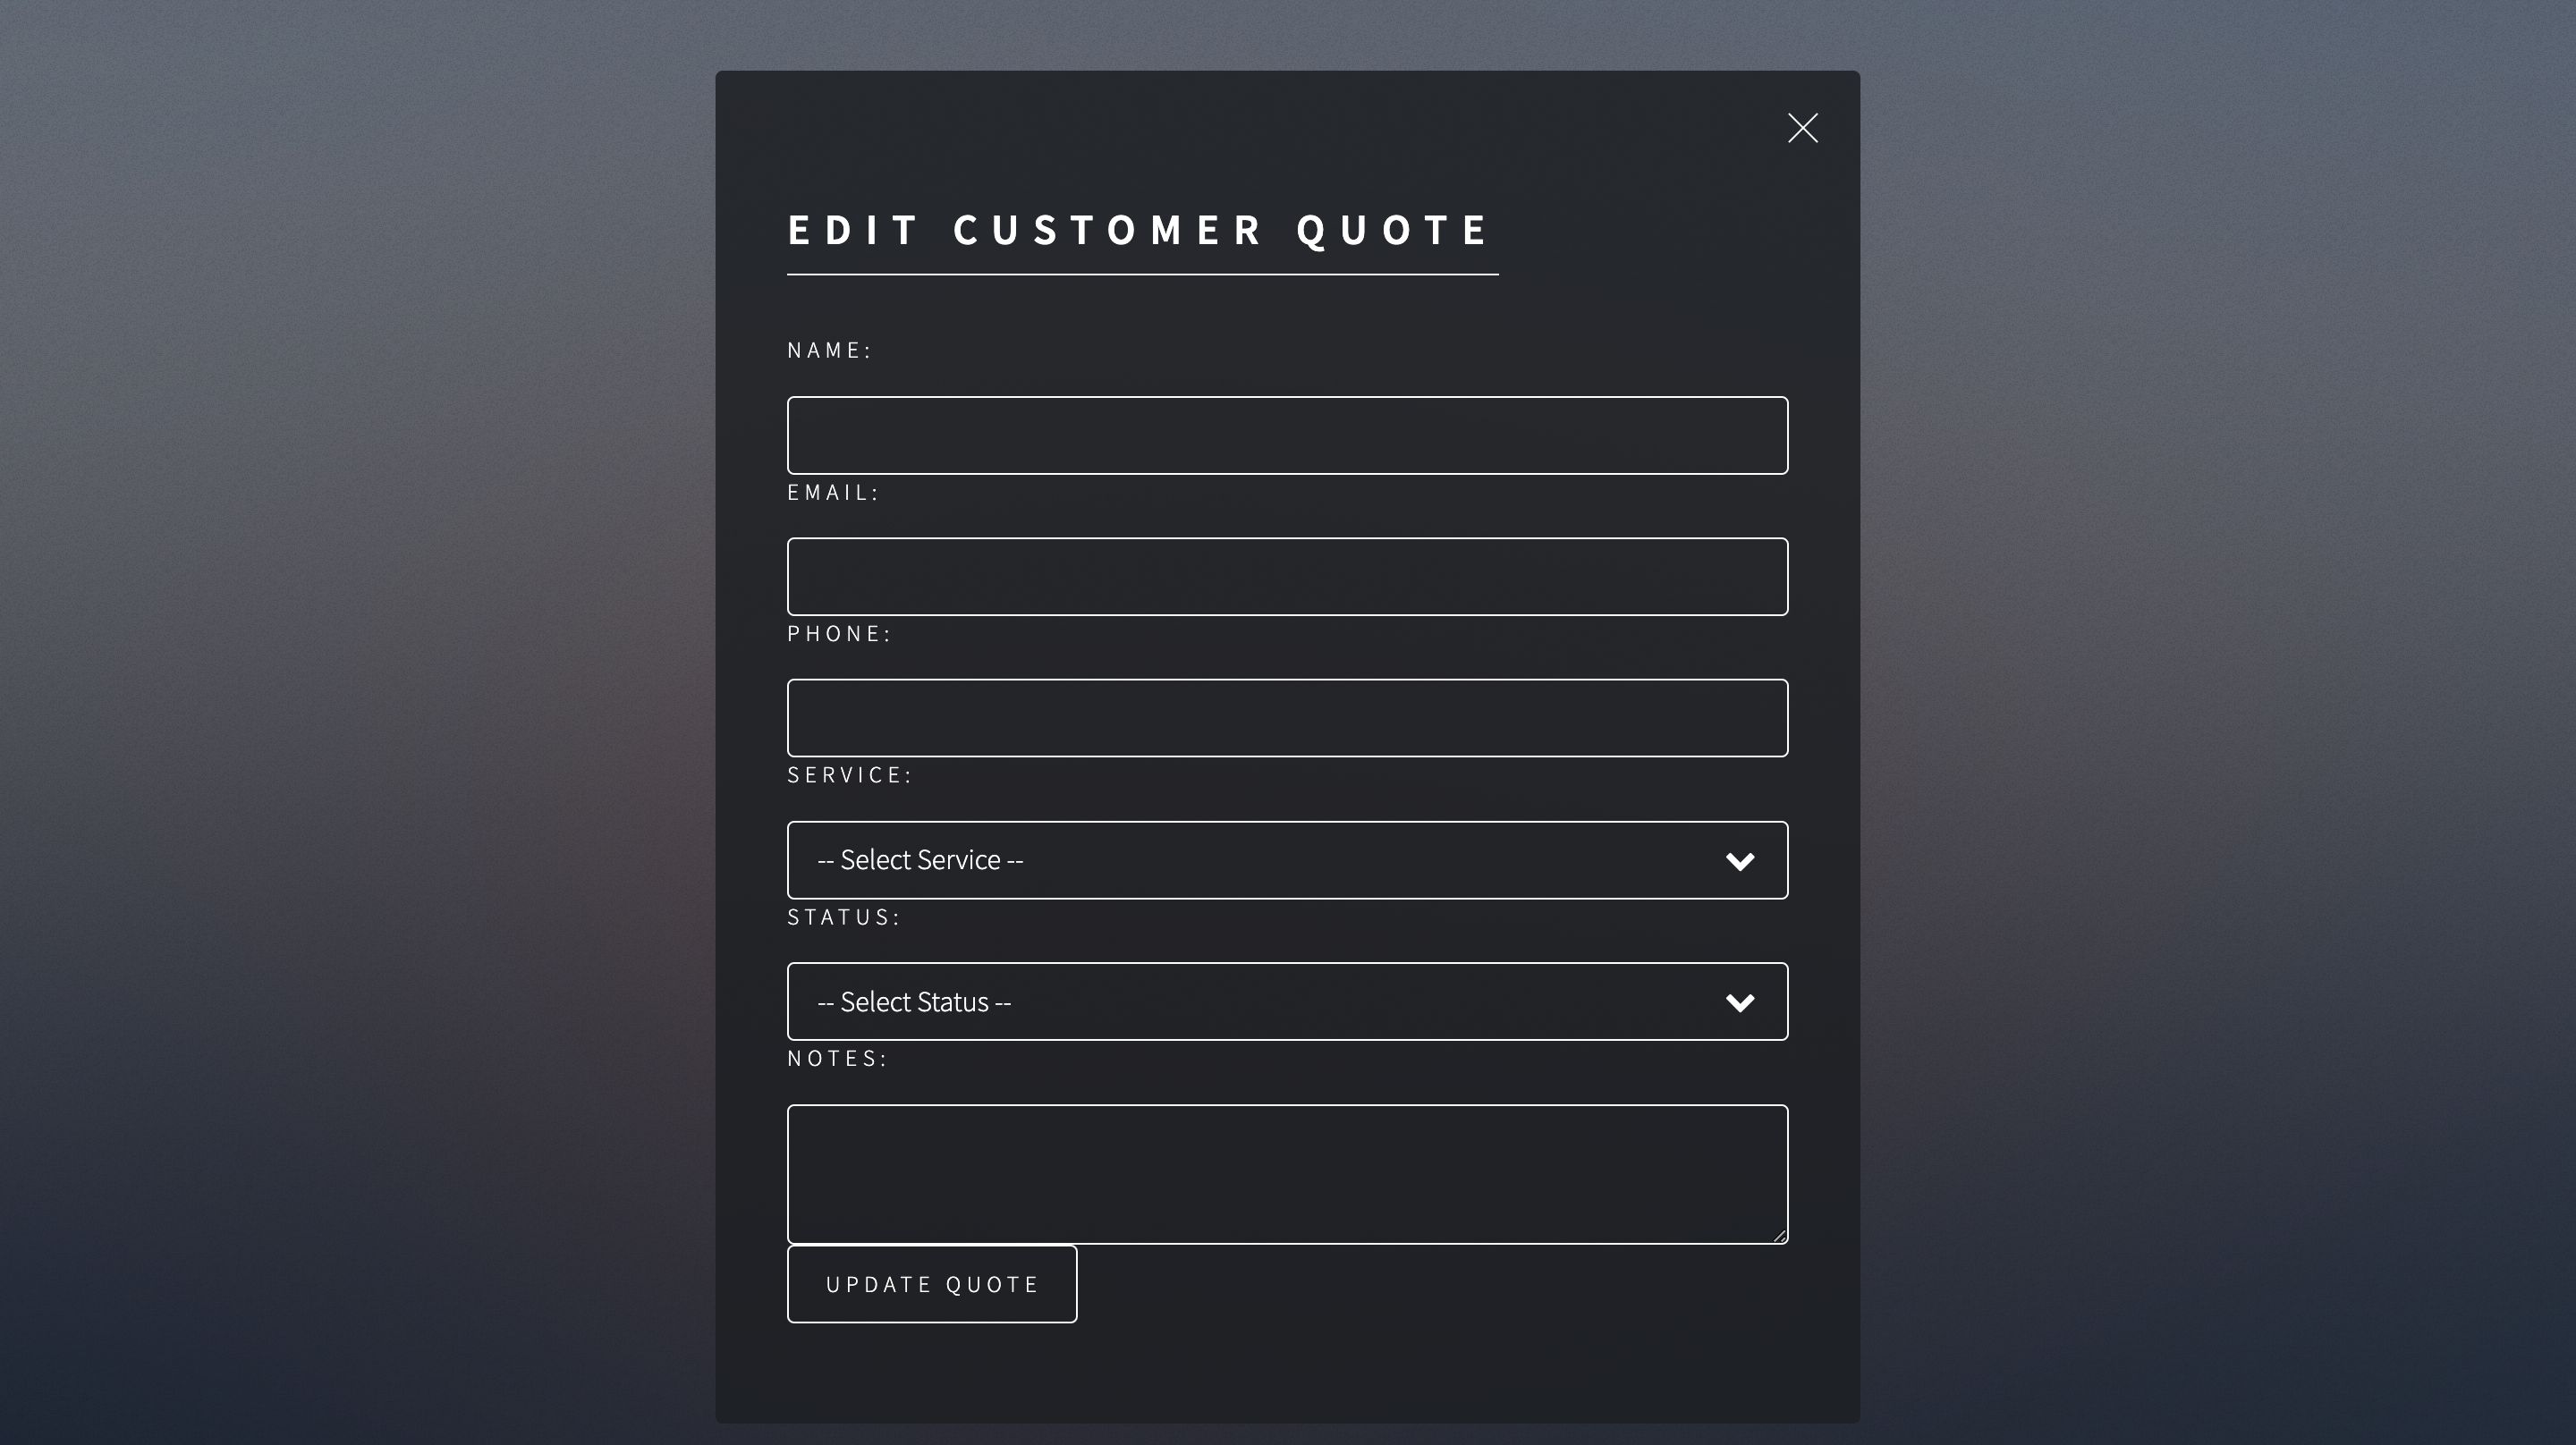 EDIT CUSTOMER QUOTE
NAME:
EMAIL:
PHONE:
SERVICE:
-- Select Service --
STATUS:
-- Select Status --
NOTES:
UPDATE QUOTE